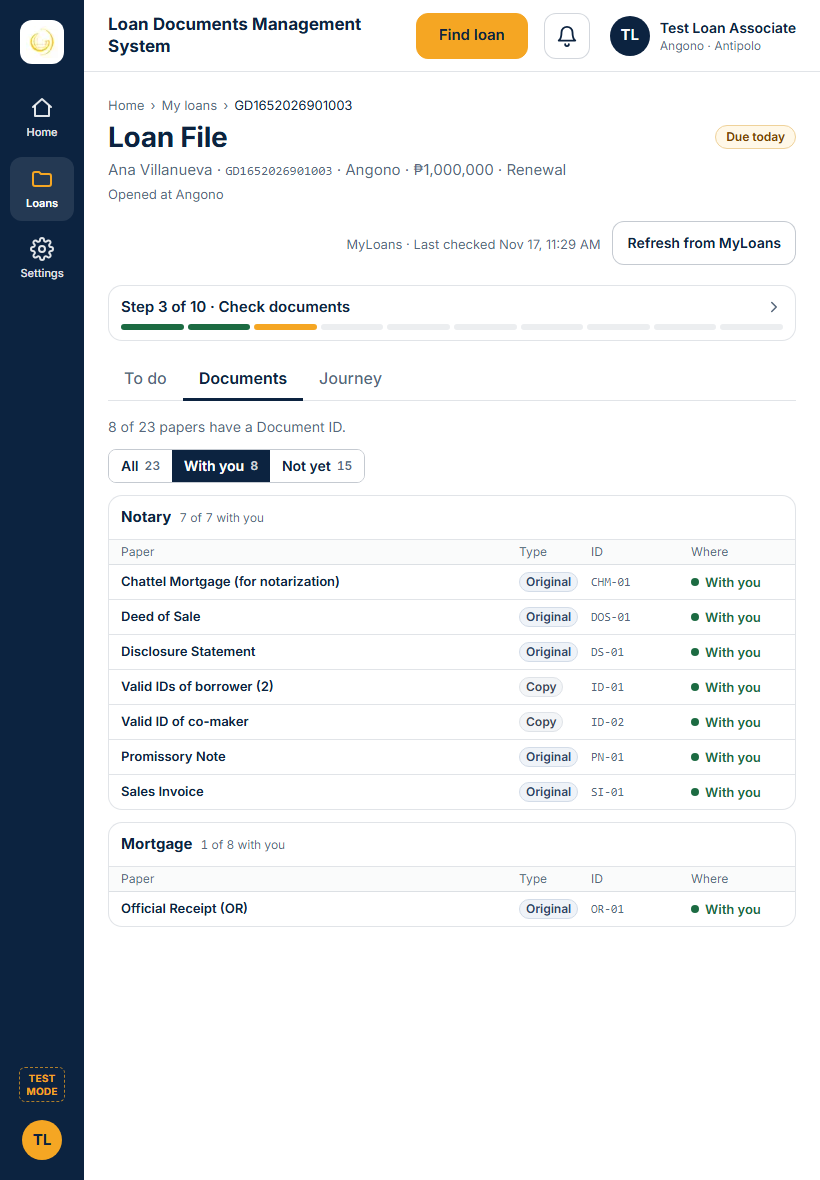 Loan Documents Management System
Find loan
TL
Test Loan Associate
Angono · Antipolo
Home
Loans
Settings
TEST MODE
TL
Home › My loans › GD1652026901003
Loan File
Due today
Ana Villanueva · GD1652026901003 · Angono · ₱1,000,000 · Renewal
Opened at Angono
MyLoans · Last checked Nov 17, 11:29 AM
Refresh from MyLoans
Step 3 of 10 · Check documents
To do
Documents
Journey
8 of 23 papers have a Document ID.
All 23
With you 8
Not yet 15
Notary 7 of 7 with you
Paper Type ID Where
Chattel Mortgage (for notarization) Original CHM-01 With you
Deed of Sale Original DOS-01 With you
Disclosure Statement Original DS-01 With you
Valid IDs of borrower (2) Copy ID-01 With you
Valid ID of co-maker Copy ID-02 With you
Promissory Note Original PN-01 With you
Sales Invoice Original SI-01 With you
Mortgage 1 of 8 with you
Paper Type ID Where
Official Receipt (OR) Original OR-01 With you